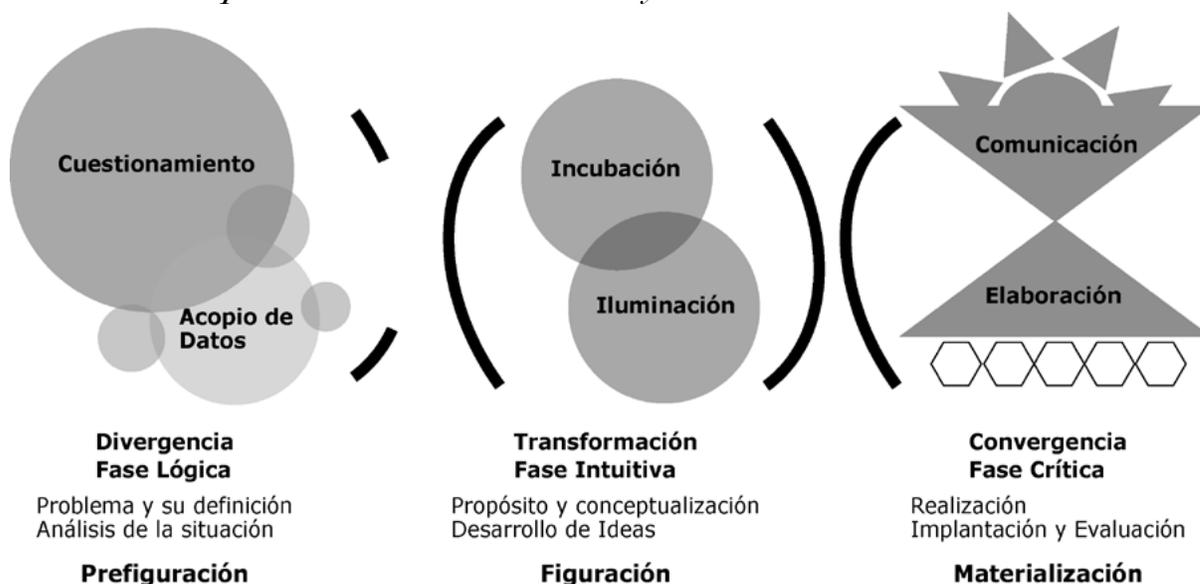 Cuestionamiento
Acopio de
Datos
Divergencia
Fase Lógica
Problema y su definición
Análisis de la situación
Prefiguración
Incubación
Iluminación
Transformación
Fase Intuitiva
Propósito y conceptualización
Desarrollo de Ideas
Figuración
Comunicación
Elaboración
Convergencia
Fase Crítica
Realización
Implantación y Evaluación
Materialización